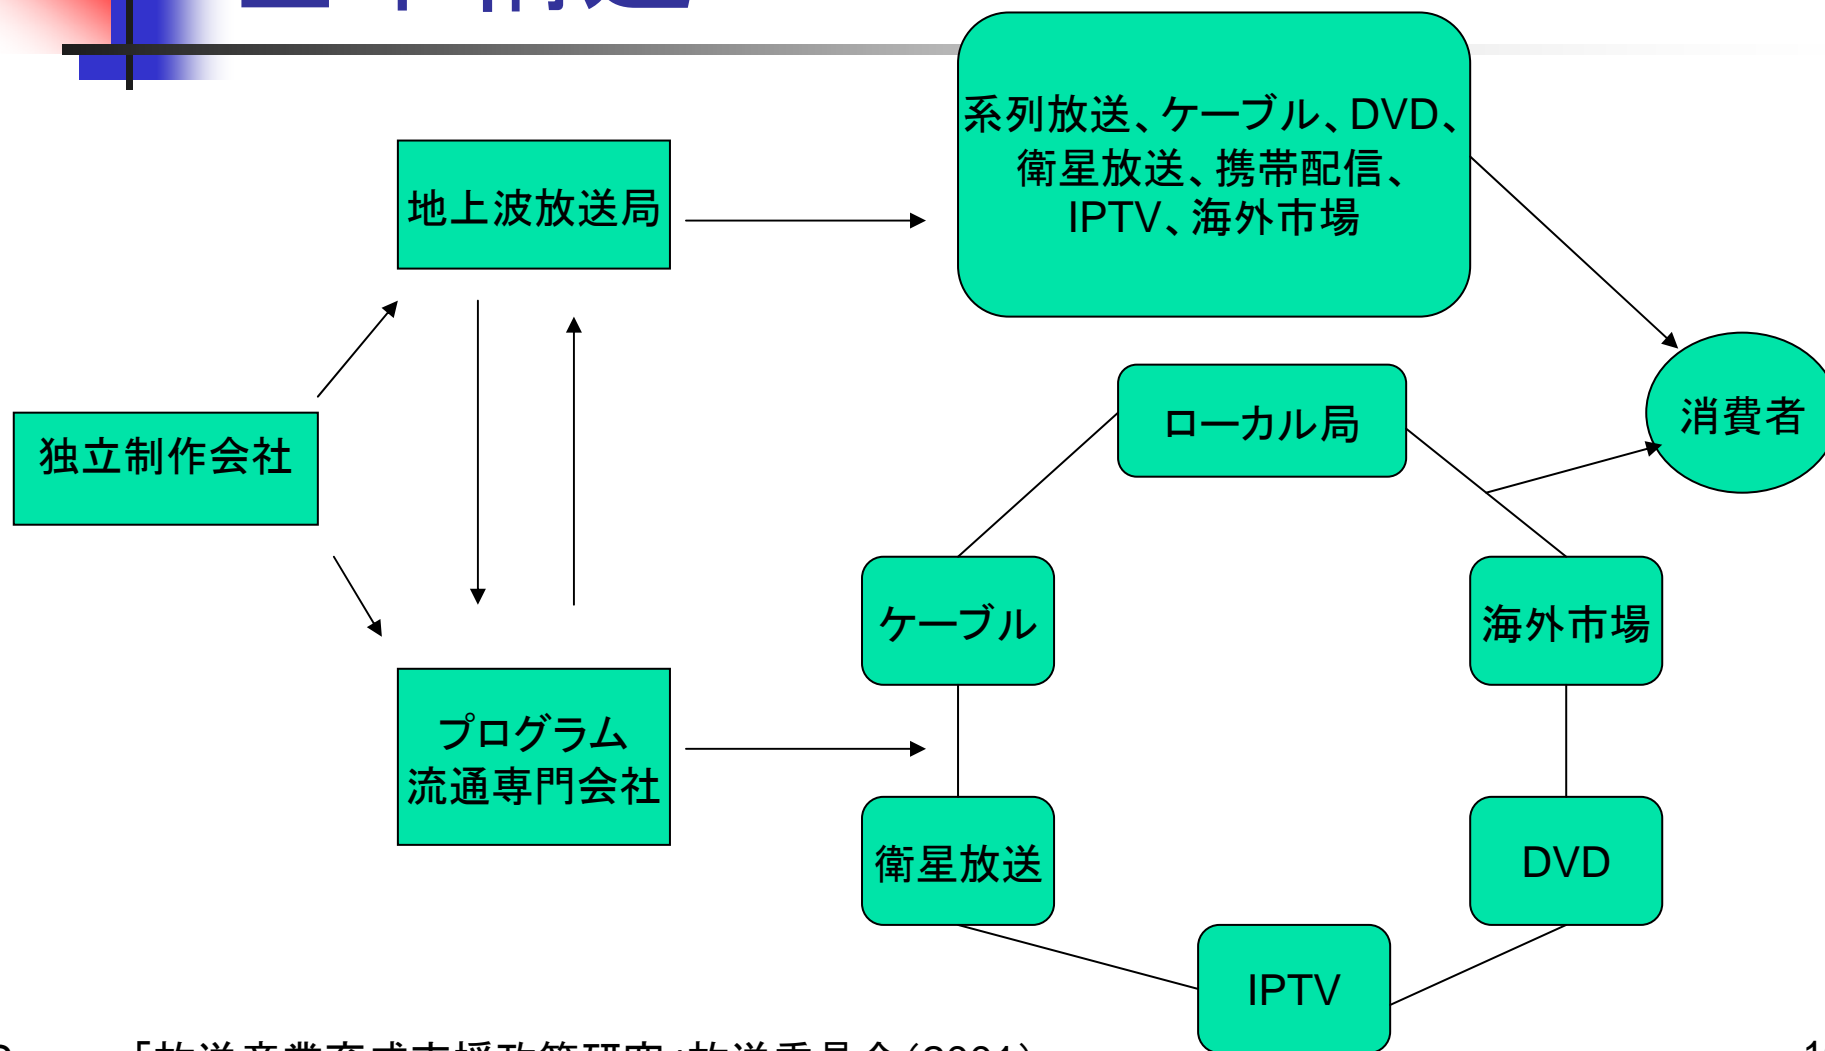 系列放送、ケーブル、DVD、
衛星放送、携帯配信、
IPTV、海外市場
地上波放送局
消費者
ローカル局
独立制作会社
ケーブル
海外市場
プログラム
流通専門会社
衛星放送
DVD
IPTV